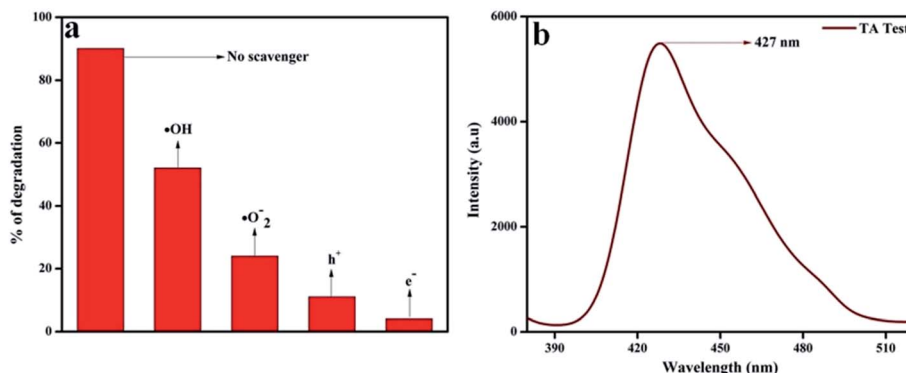 a
% of degradation
100
80
60
40
20
0
No scavenger
•OH
•O⁻₂
h⁺
e⁻
b
Intensity (a.u)
6000
4000
2000
0
TA Test
427 nm
390
420
450
480
510
Wavelength (nm)